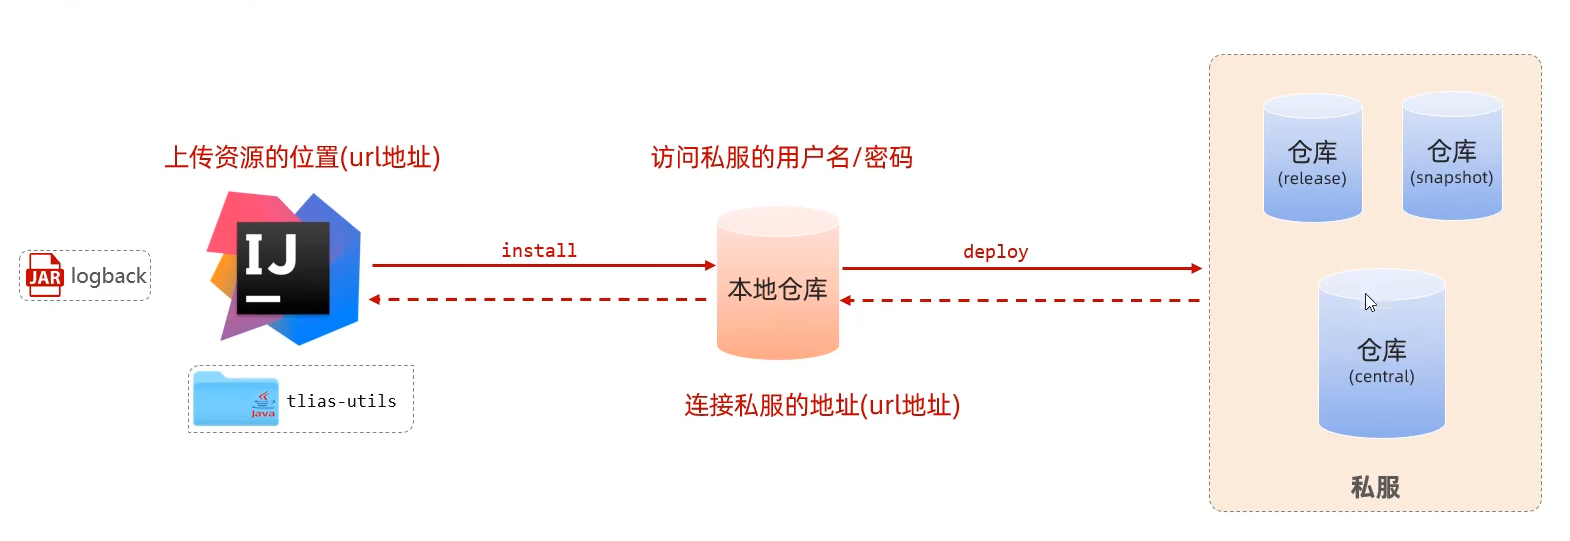 上传资源的位置(url地址)
访问私服的用户名/密码
仓库
(release)
仓库
(snapshot)
JAR logback
IJ
install
本地仓库
deploy
仓库
(central)
Java tlias-utils
连接私服的地址(url地址)
私服